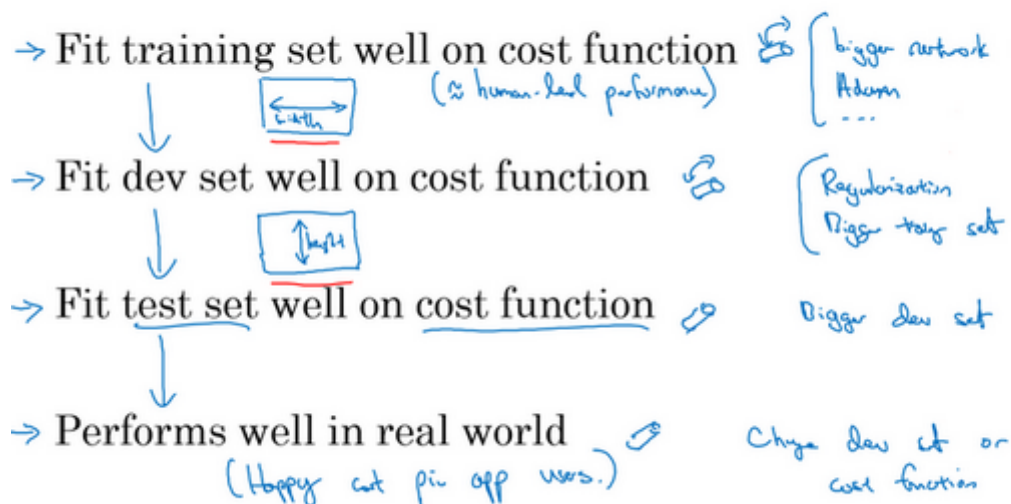 → Fit training set well on cost function
(≈ human-level performance)
bigger network
Adam
...
width
→ Fit dev set well on cost function
Regularization
Bigger training set
height
→ Fit test set well on cost function
Bigger dev set
→ Performs well in real world
(Happy cat pic app users.)
Change dev set or
cost function